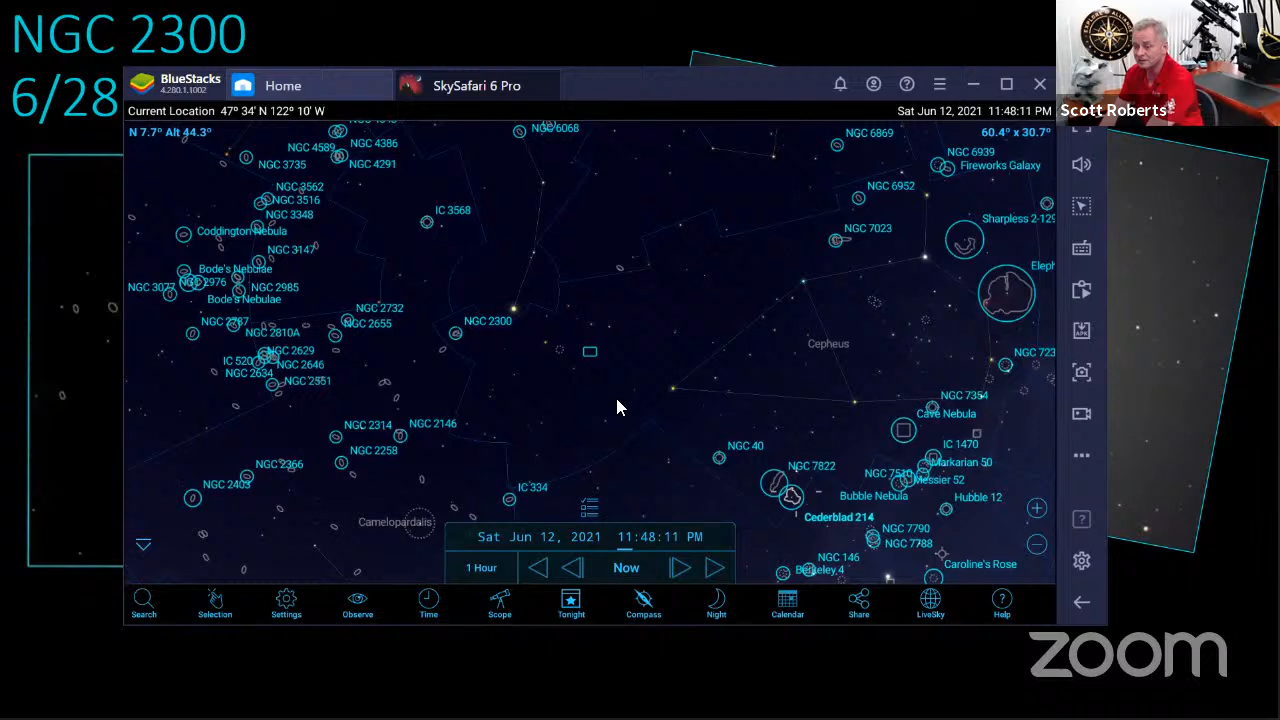 NGC 2300
6/28
BlueStacks
4.280.1.1002
Home
SkySafari 6 Pro
Scott Roberts
Current Location 47° 34' N 122° 10' W
Sat Jun 12, 2021 11:48:11 PM
N 7.7° Alt 44.3°
60.4° x 30.7°
NGC 6068
NGC 6869
NGC 4589
NGC 4386
NGC 3735
NGC 4291
NGC 6939
Fireworks Galaxy
NGC 3562
NGC 6952
NGC 3516
NGC 3348
IC 3568
Sharpless 2-129
Coddington Nebula
NGC 7023
NGC 3147
Bode's Nebulae
NGC 2976
NGC 3077
NGC 2985
Bode's Nebulae
Eleph
NGC 2732
NGC 2787
NGC 2655
NGC 2300
NGC 2810A
Cepheus
NGC 2629
IC 520
NGC 2646
NGC 723
NGC 2634
NGC 2551
NGC 7354
Cave Nebula
NGC 2314
NGC 2146
NGC 40
IC 1470
NGC 2258
NGC 2366
NGC 7822
Markarian 50
NGC 7510
Messier 52
NGC 2403
IC 334
Bubble Nebula
Hubble 12
Camelopardalis
Cederblad 214
NGC 7790
NGC 7788
NGC 146
Berkeley 4
Caroline's Rose
Sat Jun 12, 2021 11:48:11 PM
1 Hour
Now
Search
Selection
Settings
Observe
Time
Scope
Tonight
Compass
Night
Calendar
Share
LiveSky
Help
zoom